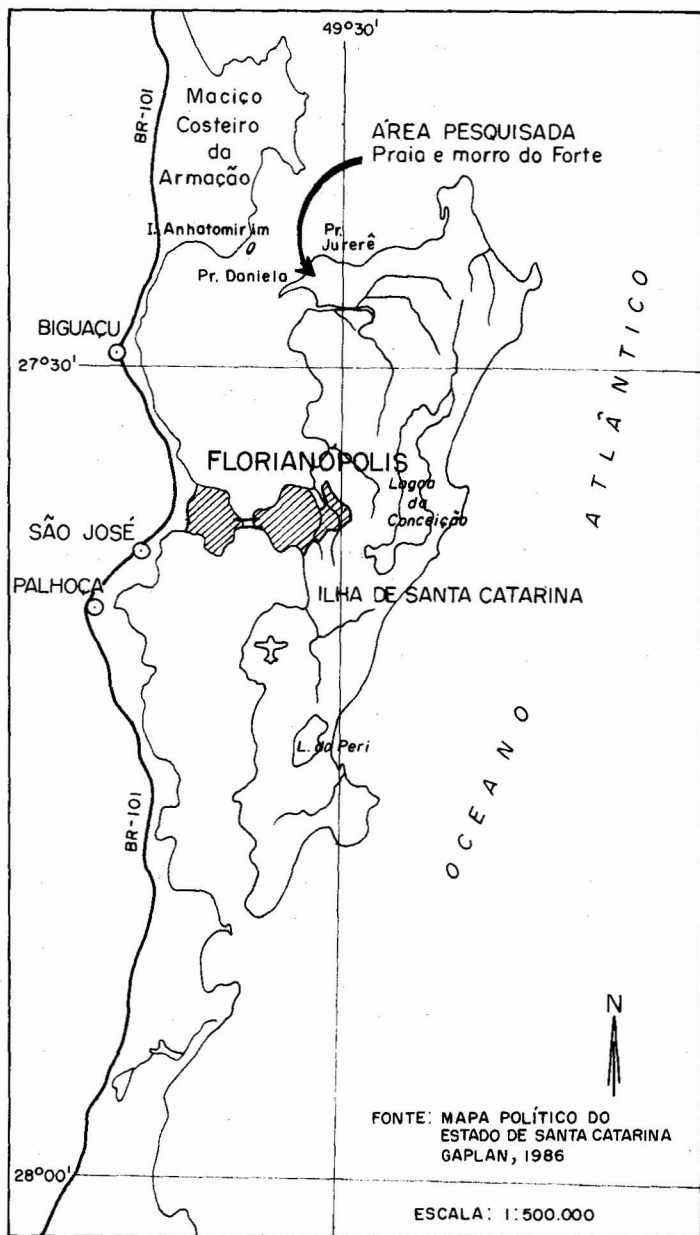 49°30'
BR-101
Maciço
Costeiro
da
Armação
ÁREA PESQUISADA
Praia e morro do Forte
I. Anhatomirim
Pr.
Jurerê
Pr. Daniela
BIGUAÇU
27°30'
FLORIANÓPOLIS
Lagoa
da
Conceição
SÃO JOSÉ
PALHOÇA
ILHA DE SANTA CATARINA
OCEANO ATLÂNTICO
L. do Peri
BR-101
N
FONTE: MAPA POLÍTICO DO
ESTADO DE SANTA CATARINA
GAPLAN, 1986
28°00'
ESCALA: 1:500.000